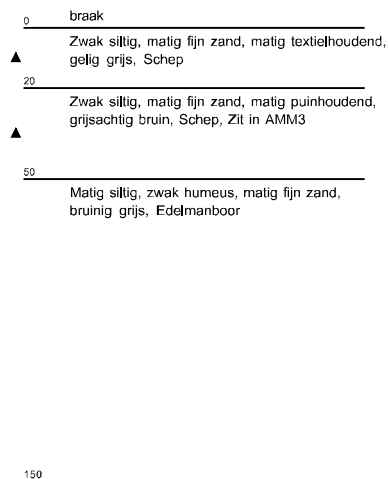 0 braak
Zwak siltig, matig fijn zand, matig textielhoudend,
gelig grijs, Schep
20
Zwak siltig, matig fijn zand, matig puinhoudend,
grijsachtig bruin, Schep, Zit in AMM3
50
Matig siltig, zwak humeus, matig fijn zand,
bruinig grijs, Edelmanboor
150